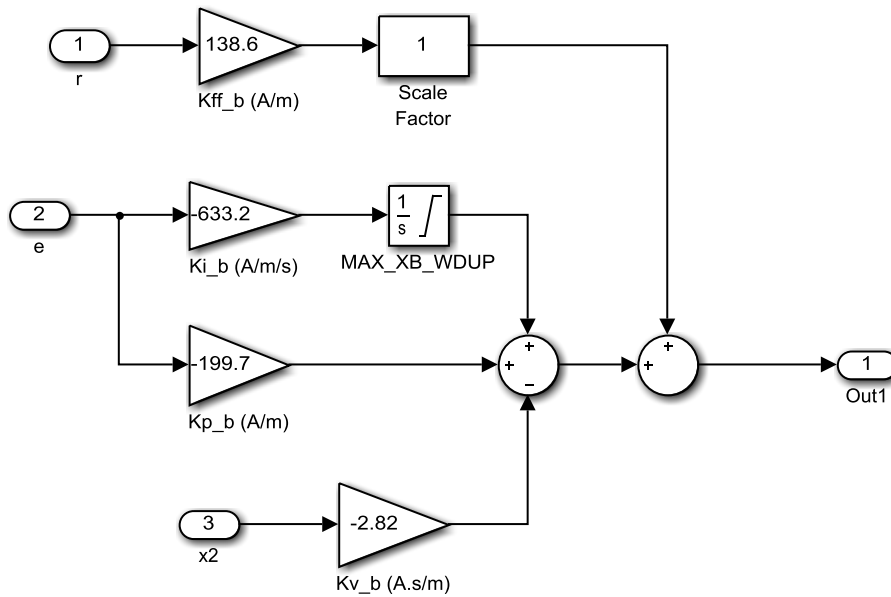 1
r
138.6
Kff_b (A/m)
1
Scale
Factor
2
e
-633.2
Ki_b (A/m/s)
1
s
MAX_XB_WDUP
-199.7
Kp_b (A/m)
+
+
−
+
+
1
Out1
3
x2
-2.82
Kv_b (A.s/m)